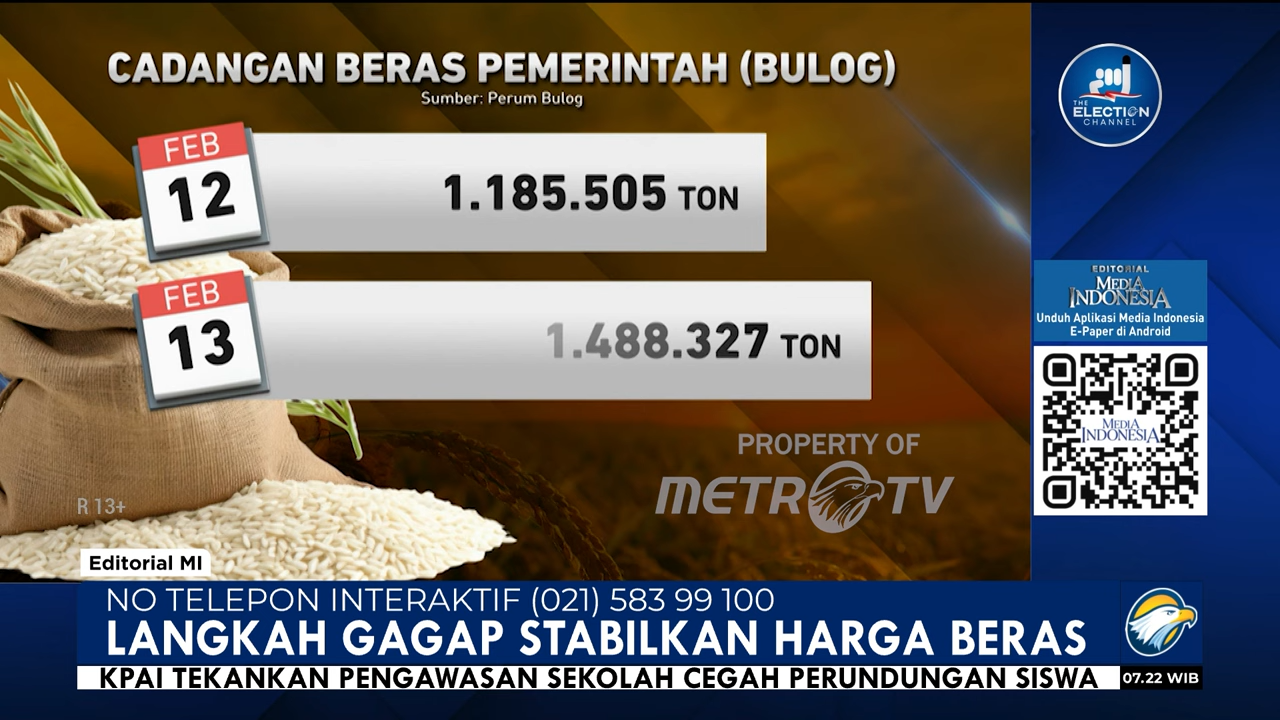 CADANGAN BERAS PEMERINTAH (BULOG)
Sumber: Perum Bulog
FEB
12
1.185.505 TON
FEB
13
1.488.327 TON
PROPERTY OF
METRO TV
R 13+
THE
ELECTION
CHANNEL
EDITORIAL
MEDIA
INDONESIA
Unduh Aplikasi Media Indonesia
E-Paper di Android
MEDIA
INDONESIA
Editorial MI
NO TELEPON INTERAKTIF (021) 583 99 100
LANGKAH GAGAP STABILKAN HARGA BERAS
KPAI TEKANKAN PENGAWASAN SEKOLAH CEGAH PERUNDUNGAN SISWA
07.22 WIB